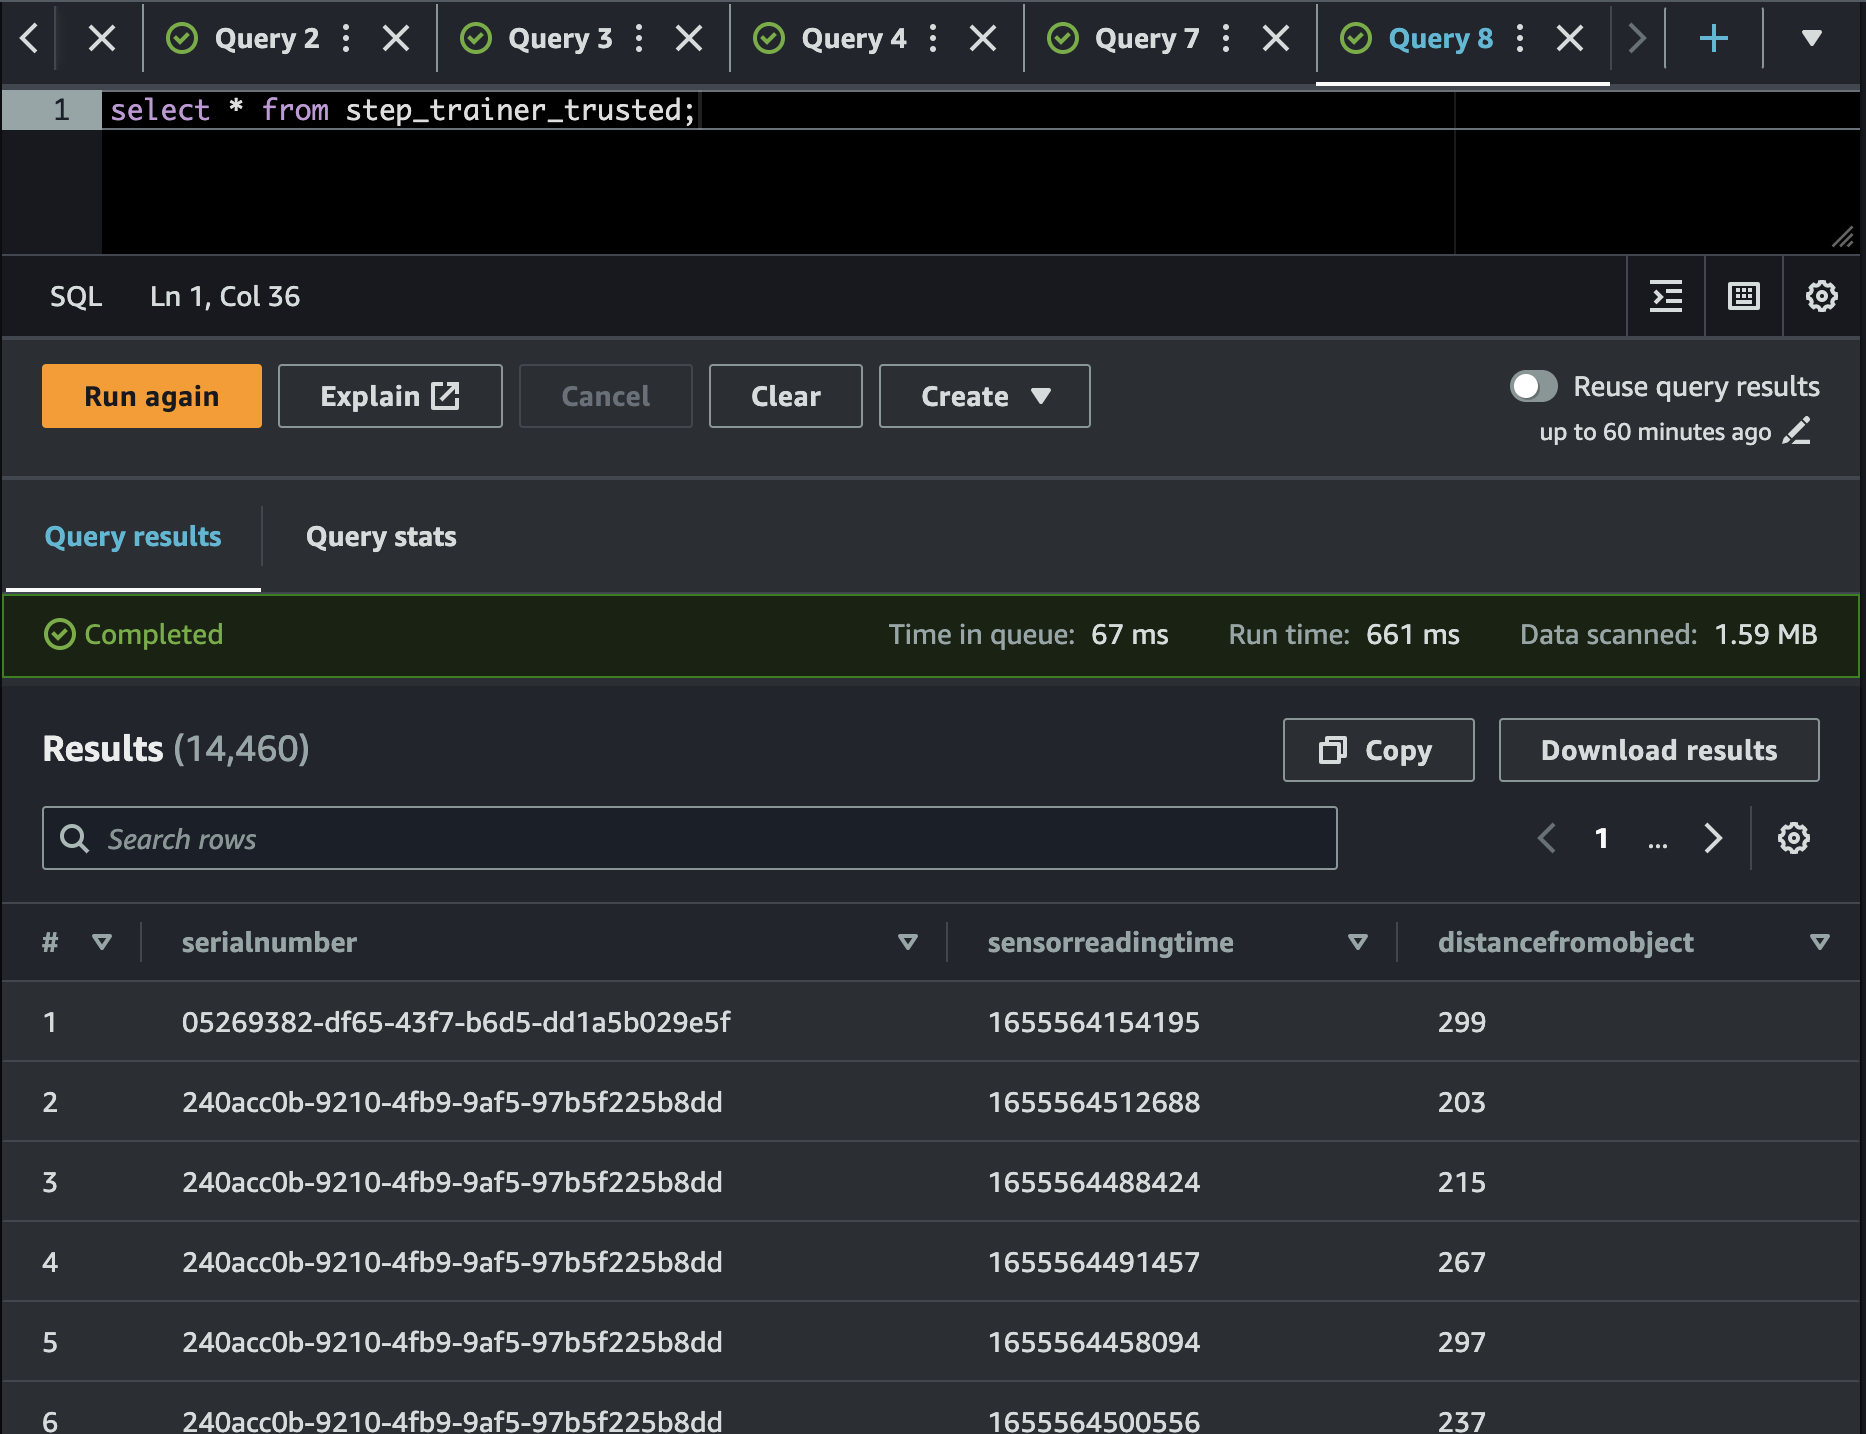 Query 2 Query 3 Query 4 Query 7 Query 8
1 select * from step_trainer_trusted;
SQL Ln 1, Col 36
Run again Explain Cancel Clear Create Reuse query results
up to 60 minutes ago
Query results Query stats
Completed Time in queue: 67 ms Run time: 661 ms Data scanned: 1.59 MB
Results (14,460) Copy Download results
Search rows 1 ...
# serialnumber sensorreadingtime distancefromobject
1 05269382-df65-43f7-b6d5-dd1a5b029e5f 1655564154195 299
2 240acc0b-9210-4fb9-9af5-97b5f225b8dd 1655564512688 203
3 240acc0b-9210-4fb9-9af5-97b5f225b8dd 1655564488424 215
4 240acc0b-9210-4fb9-9af5-97b5f225b8dd 1655564491457 267
5 240acc0b-9210-4fb9-9af5-97b5f225b8dd 1655564458094 297
6 240acc0b-9210-4fb9-9af5-97b5f225b8dd 1655564500556 237